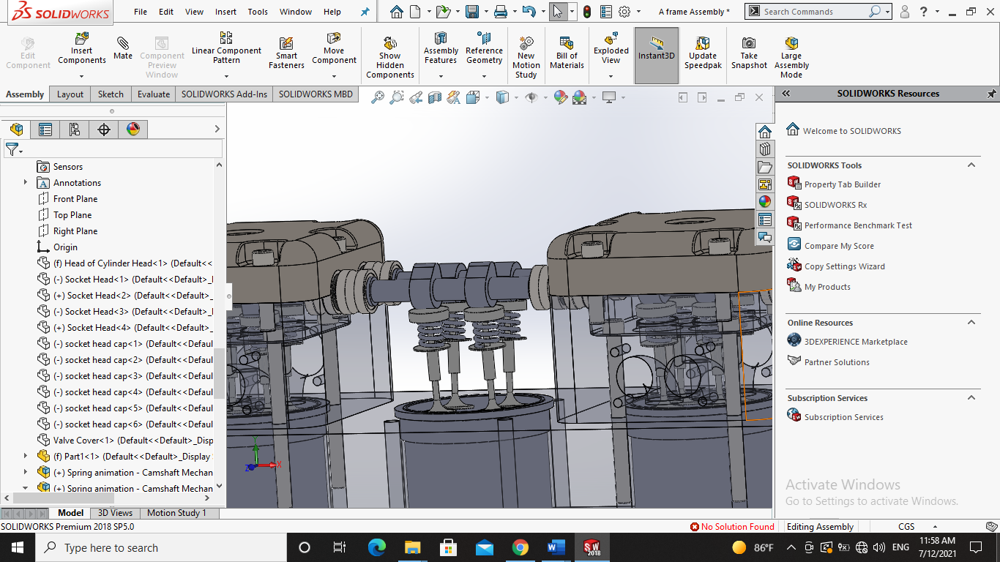 SOLIDWORKS
File Edit View Insert Tools Window Help
A frame Assembly *
Search Commands
Edit Component
Insert Components
Mate
Component Preview Window
Linear Component Pattern
Smart Fasteners
Move Component
Show Hidden Components
Assembly Features
Reference Geometry
New Motion Study
Bill of Materials
Exploded View
Instant3D
Update Speedpak
Take Snapshot
Large Assembly Mode
Assembly Layout Sketch Evaluate SOLIDWORKS Add-Ins SOLIDWORKS MBD
Sensors
Annotations
Front Plane
Top Plane
Right Plane
Origin
(f) Head of Cylinder Head<1> (Default<<
(-) Socket Head<1> (Default<<Default>_
(+) Socket Head<2> (Default<<Default>_
(-) Socket Head<3> (Default<<Default>_
(+) Socket Head<4> (Default<<Default>_
(-) socket head cap<1> (Default<<Defaul
(-) socket head cap<2> (Default<<Defaul
(-) socket head cap<3> (Default<<Defaul
(-) socket head cap<4> (Default<<Defaul
(-) socket head cap<5> (Default<<Defaul
(-) socket head cap<6> (Default<<Defaul
Valve Cover<1> (Default<<Default>_Disp
(f) Part1<1> (Default<<Default>_Display
(+) Spring animation - Camshaft Mechan
(+) Spring animation - Camshaft Mechan
Y
X
Z
Model 3D Views Motion Study 1
SOLIDWORKS Resources
Welcome to SOLIDWORKS
SOLIDWORKS Tools
Property Tab Builder
SOLIDWORKS Rx
Performance Benchmark Test
Compare My Score
Copy Settings Wizard
My Products
Online Resources
3DEXPERIENCE Marketplace
Partner Solutions
Subscription Services
Subscription Services
Activate Windows
Go to Settings to activate Windows.
SOLIDWORKS Premium 2018 SP5.0
No Solution Found
Editing Assembly
CGS
Type here to search
SW 2018
86°F
ENG
11:58 AM
7/12/2021